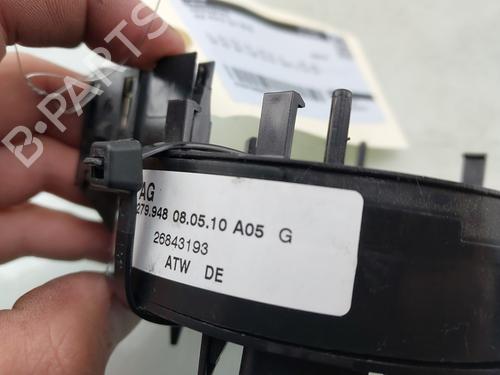 B-PARTS
AG
279.948 08.05.10 A05 G
26843193
ATW DE